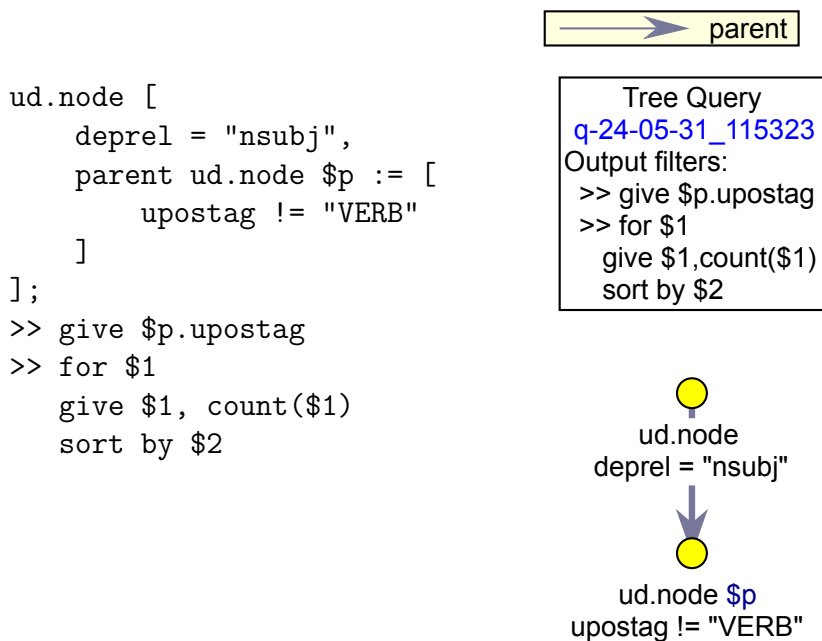 parent
ud.node [
    deprel = "nsubj",
    parent ud.node $p := [
        upostag != "VERB"
    ]
];
>> give $p.upostag
>> for $1
   give $1, count($1)
   sort by $2
Tree Query
q-24-05-31_115323
Output filters:
>> give $p.upostag
>> for $1
give $1,count($1)
sort by $2
ud.node
deprel = "nsubj"
ud.node $p
upostag != "VERB"